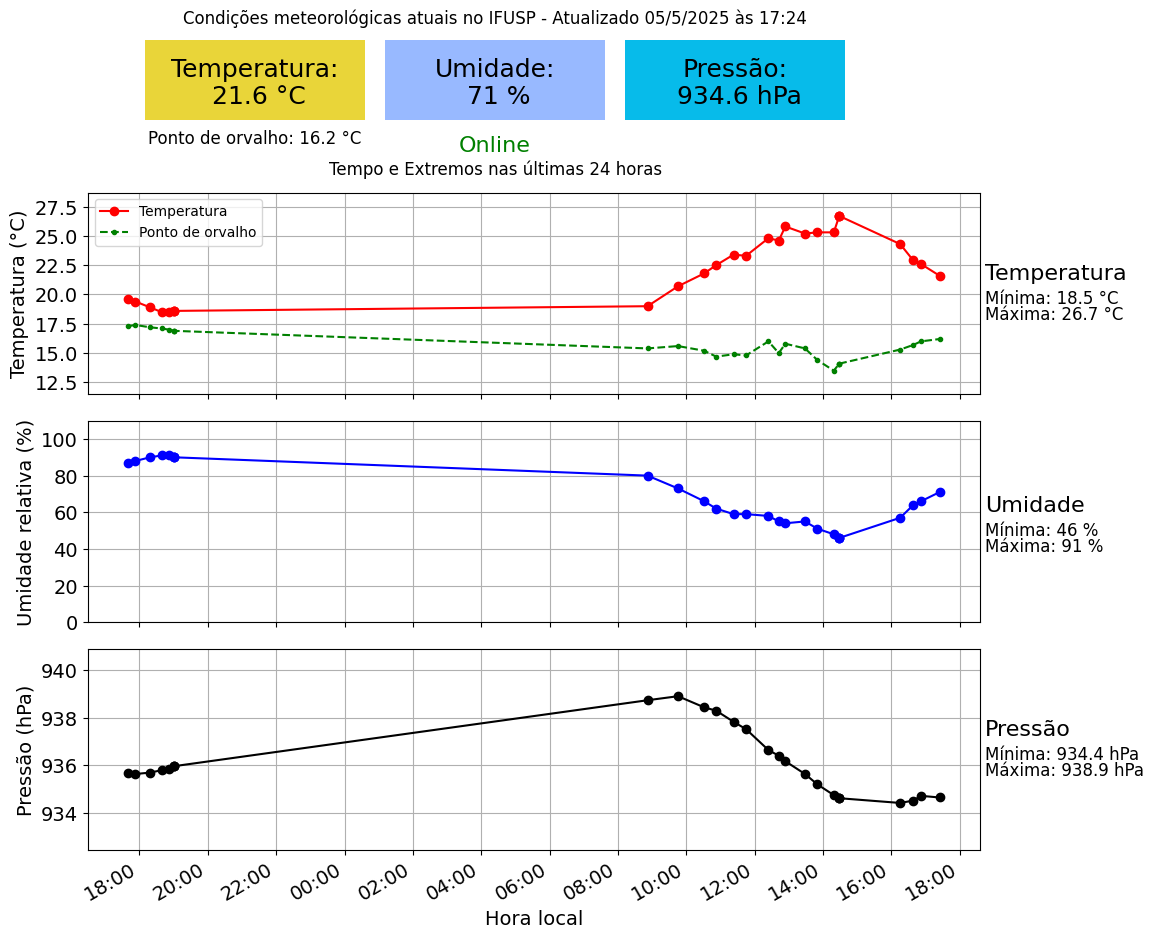 Condições meteorológicas atuais no IFUSP - Atualizado 05/5/2025 às 17:24
Temperatura:
21.6 °C
Umidade:
71 %
Pressão:
934.6 hPa
Ponto de orvalho: 16.2 °C
Online
Tempo e Extremos nas últimas 24 horas
Temperatura (°C)
27.5
25.0
22.5
20.0
17.5
15.0
12.5
Temperatura
Ponto de orvalho
Temperatura
Mínima: 18.5 °C
Máxima: 26.7 °C
Umidade relativa (%)
100
80
60
40
20
0
Umidade
Mínima: 46 %
Máxima: 91 %
Pressão (hPa)
940
938
936
934
Pressão
Mínima: 934.4 hPa
Máxima: 938.9 hPa
18:00
20:00
22:00
00:00
02:00
04:00
06:00
08:00
10:00
12:00
14:00
16:00
18:00
Hora local